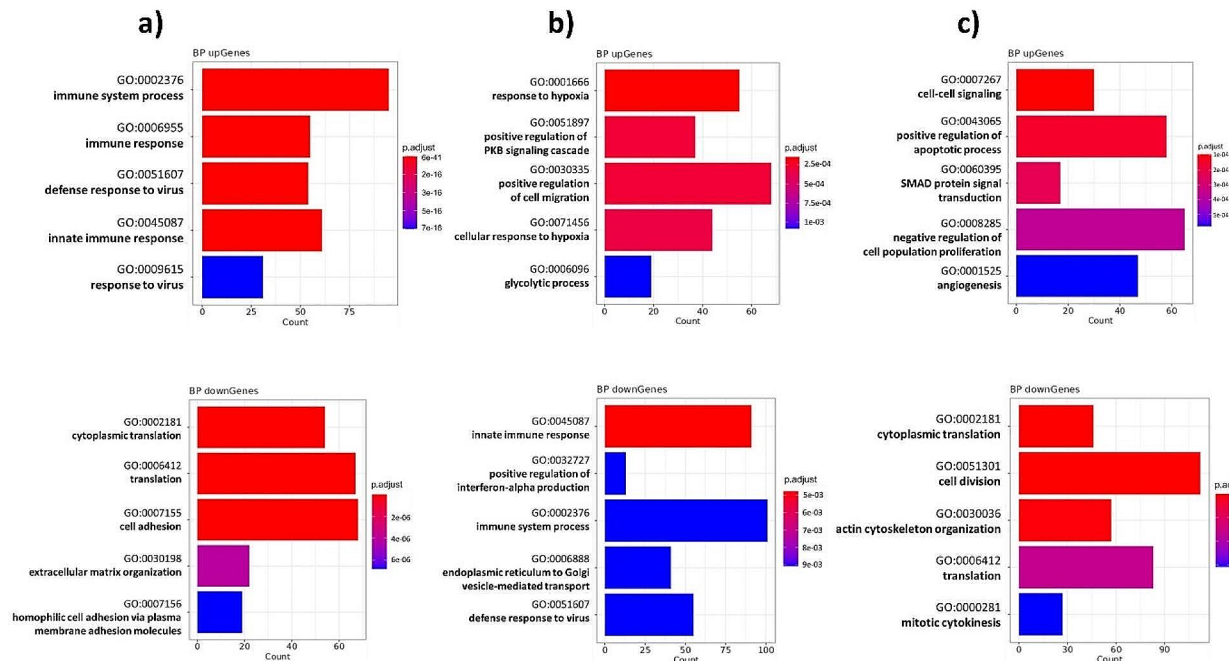 a)
BP upGenes
GO:0002376
immune system process
GO:0006955
immune response
GO:0051607
defense response to virus
GO:0045087
innate immune response
GO:0009615
response to virus
0 25 50 75
Count
p.adjust
6e-41
2e-16
3e-16
5e-16
7e-16
b)
BP upGenes
GO:0001666
response to hypoxia
GO:0051897
positive regulation of
PKB signaling cascade
GO:0030335
positive regulation
of cell migration
GO:0071456
cellular response to hypoxia
GO:0006096
glycolytic process
0 20 40 60
Count
p.adjust
2.5e-04
5e-04
7.5e-04
1e-03
c)
BP upGenes
GO:0007267
cell-cell signaling
GO:0043065
positive regulation of
apoptotic process
GO:0060395
SMAD protein signal
transduction
GO:0008285
negative regulation of
cell population proliferation
GO:0001525
angiogenesis
0 20 40 60
Count
p.adjust
1e-04
5e-04
BP downGenes
GO:0002181
cytoplasmic translation
GO:0006412
translation
GO:0007155
cell adhesion
GO:0030198
extracellular matrix organization
GO:0007156
homophilic cell adhesion via plasma
membrane adhesion molecules
0 20 40 60
Count
p.adjust
2e-06
4e-06
6e-06
BP downGenes
GO:0045087
innate immune response
GO:0032727
positive regulation of
interferon-alpha production
GO:0002376
immune system process
GO:0006888
endoplasmic reticulum to Golgi
vesicle-mediated transport
GO:0051607
defense response to virus
0 25 50 75 100
Count
p.adjust
5e-03
6e-03
7e-03
8e-03
9e-03
BP downGenes
GO:0002181
cytoplasmic translation
GO:0051301
cell division
GO:0030036
actin cytoskeleton organization
GO:0006412
translation
GO:0000281
mitotic cytokinesis
0 30 60 90
Count
p.ad